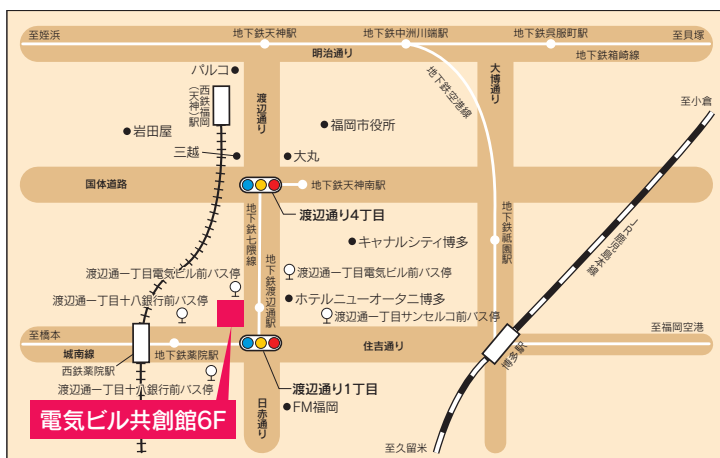 至姪浜
地下鉄天神駅
地下鉄中洲川端駅
地下鉄呉服町駅
至貝塚
明治通り
地下鉄箱崎線
パルコ
西鉄福岡
(天神)駅
渡辺通り
地下鉄空港線
大博通り
至小倉
岩田屋
福岡市役所
三越
大丸
国体道路
地下鉄天神南駅
渡辺通り4丁目
地下鉄七隈線
地下鉄渡辺通駅
キャナルシティ博多
地下鉄祇園駅
JR鹿児島本線
渡辺通一丁目電気ビル前バス停
渡辺通一丁目電気ビル前バス停
渡辺通一丁目十八銀行前バス停
ホテルニューオータニ博多
渡辺通一丁目サンセルコ前バス停
至橋本
至福岡空港
城南線
地下鉄薬院駅
住吉通り
博多駅
西鉄薬院駅
渡辺通一丁目十八銀行前バス停
渡辺通り1丁目
電気ビル共創館6F
日赤通り
FM福岡
至久留米